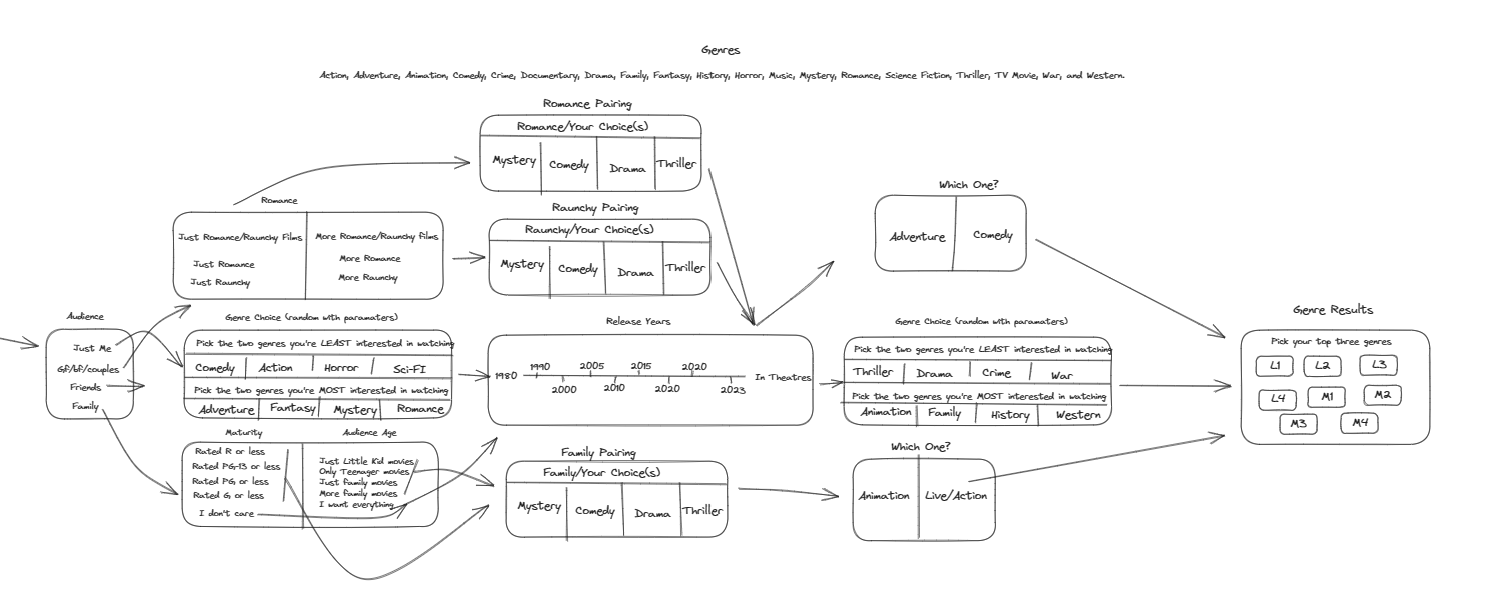 Genres
Action, Adventure, Animation, Comedy, Crime, Documentary, Drama, Family, Fantasy, History, Horror, Music, Mystery, Romance, Science Fiction, Thriller, TV Movie, War, and Western.
Romance Pairing
Romance/Your Choice(s)
Mystery
Comedy
Drama
Thriller
Raunchy Pairing
Raunchy/Your Choice(s)
Mystery
Comedy
Drama
Thriller
Romance
Just Romance/Raunchy Films
Just Romance
Just Raunchy
More Romance/Raunchy films
More Romance
More Raunchy
Which One?
Adventure
Comedy
Audience
Just Me
Gf/bf/couples
Friends
Family
Genre Choice (random with paramaters)
Pick the two genres you're LEAST interested in watching
Comedy
Action
Horror
Sci-FI
Pick the two genres you're MOST interested in watching
Adventure
Fantasy
Mystery
Romance
Release Years
1980
1990
2000
2005
2010
2015
2020
2020
2023
In Theatres
Genre Choice (random with paramaters)
Pick the two genres you're LEAST interested in watching
Thriller
Drama
Crime
War
Pick the two genres you're MOST interested in watching
Animation
Family
History
Western
Genre Results
Pick your top three genres
L1
L2
L3
L4
M1
M2
M3
M4
Maturity
Rated R or less
Rated PG-13 or less
Rated PG, or less
Rated G, or less
I don't care
Audience Age
Just Little Kid movies
Only Teenager movies
Just family movies
More family movies
I want everything
Family Pairing
Family/Your Choice(s)
Mystery
Comedy
Drama
Thriller
Which One?
Animation
Live/Action